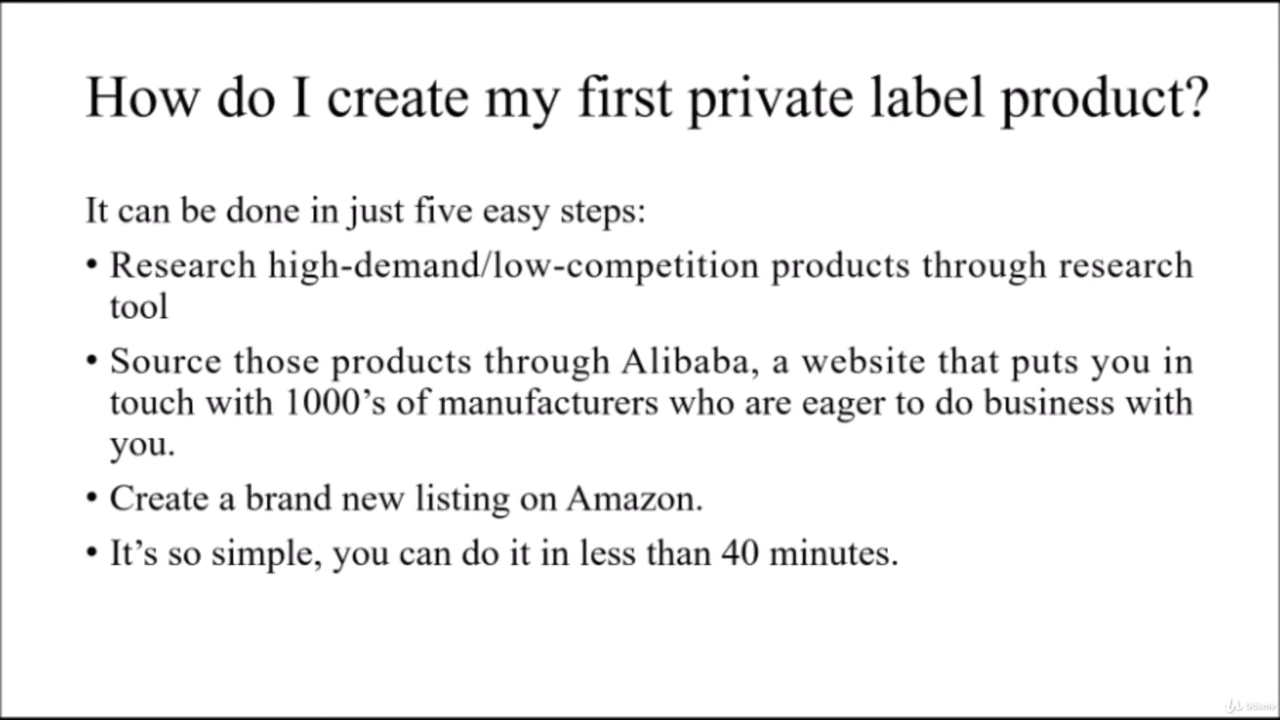 How do I create my first private label product?
It can be done in just five easy steps:
• Research high-demand/low-competition products through research
tool
• Source those products through Alibaba, a website that puts you in
touch with 1000’s of manufacturers who are eager to do business with
you.
• Create a brand new listing on Amazon.
• It’s so simple, you can do it in less than 40 minutes.
Udemy